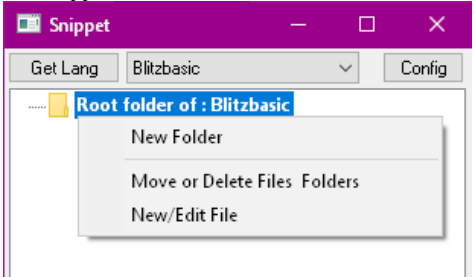 Snippet
Get Lang Blitzbasic Config
Root folder of : Blitzbasic
New Folder
Move or Delete Files  Folders
New/Edit File